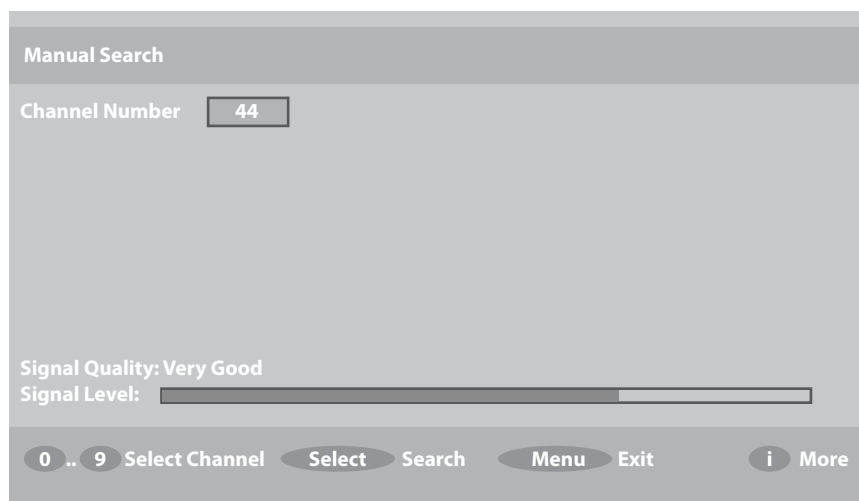 Manual Search
Channel Number 44
Signal Quality: Very Good
Signal Level:
0 .. 9 Select Channel Select Search Menu Exit i More